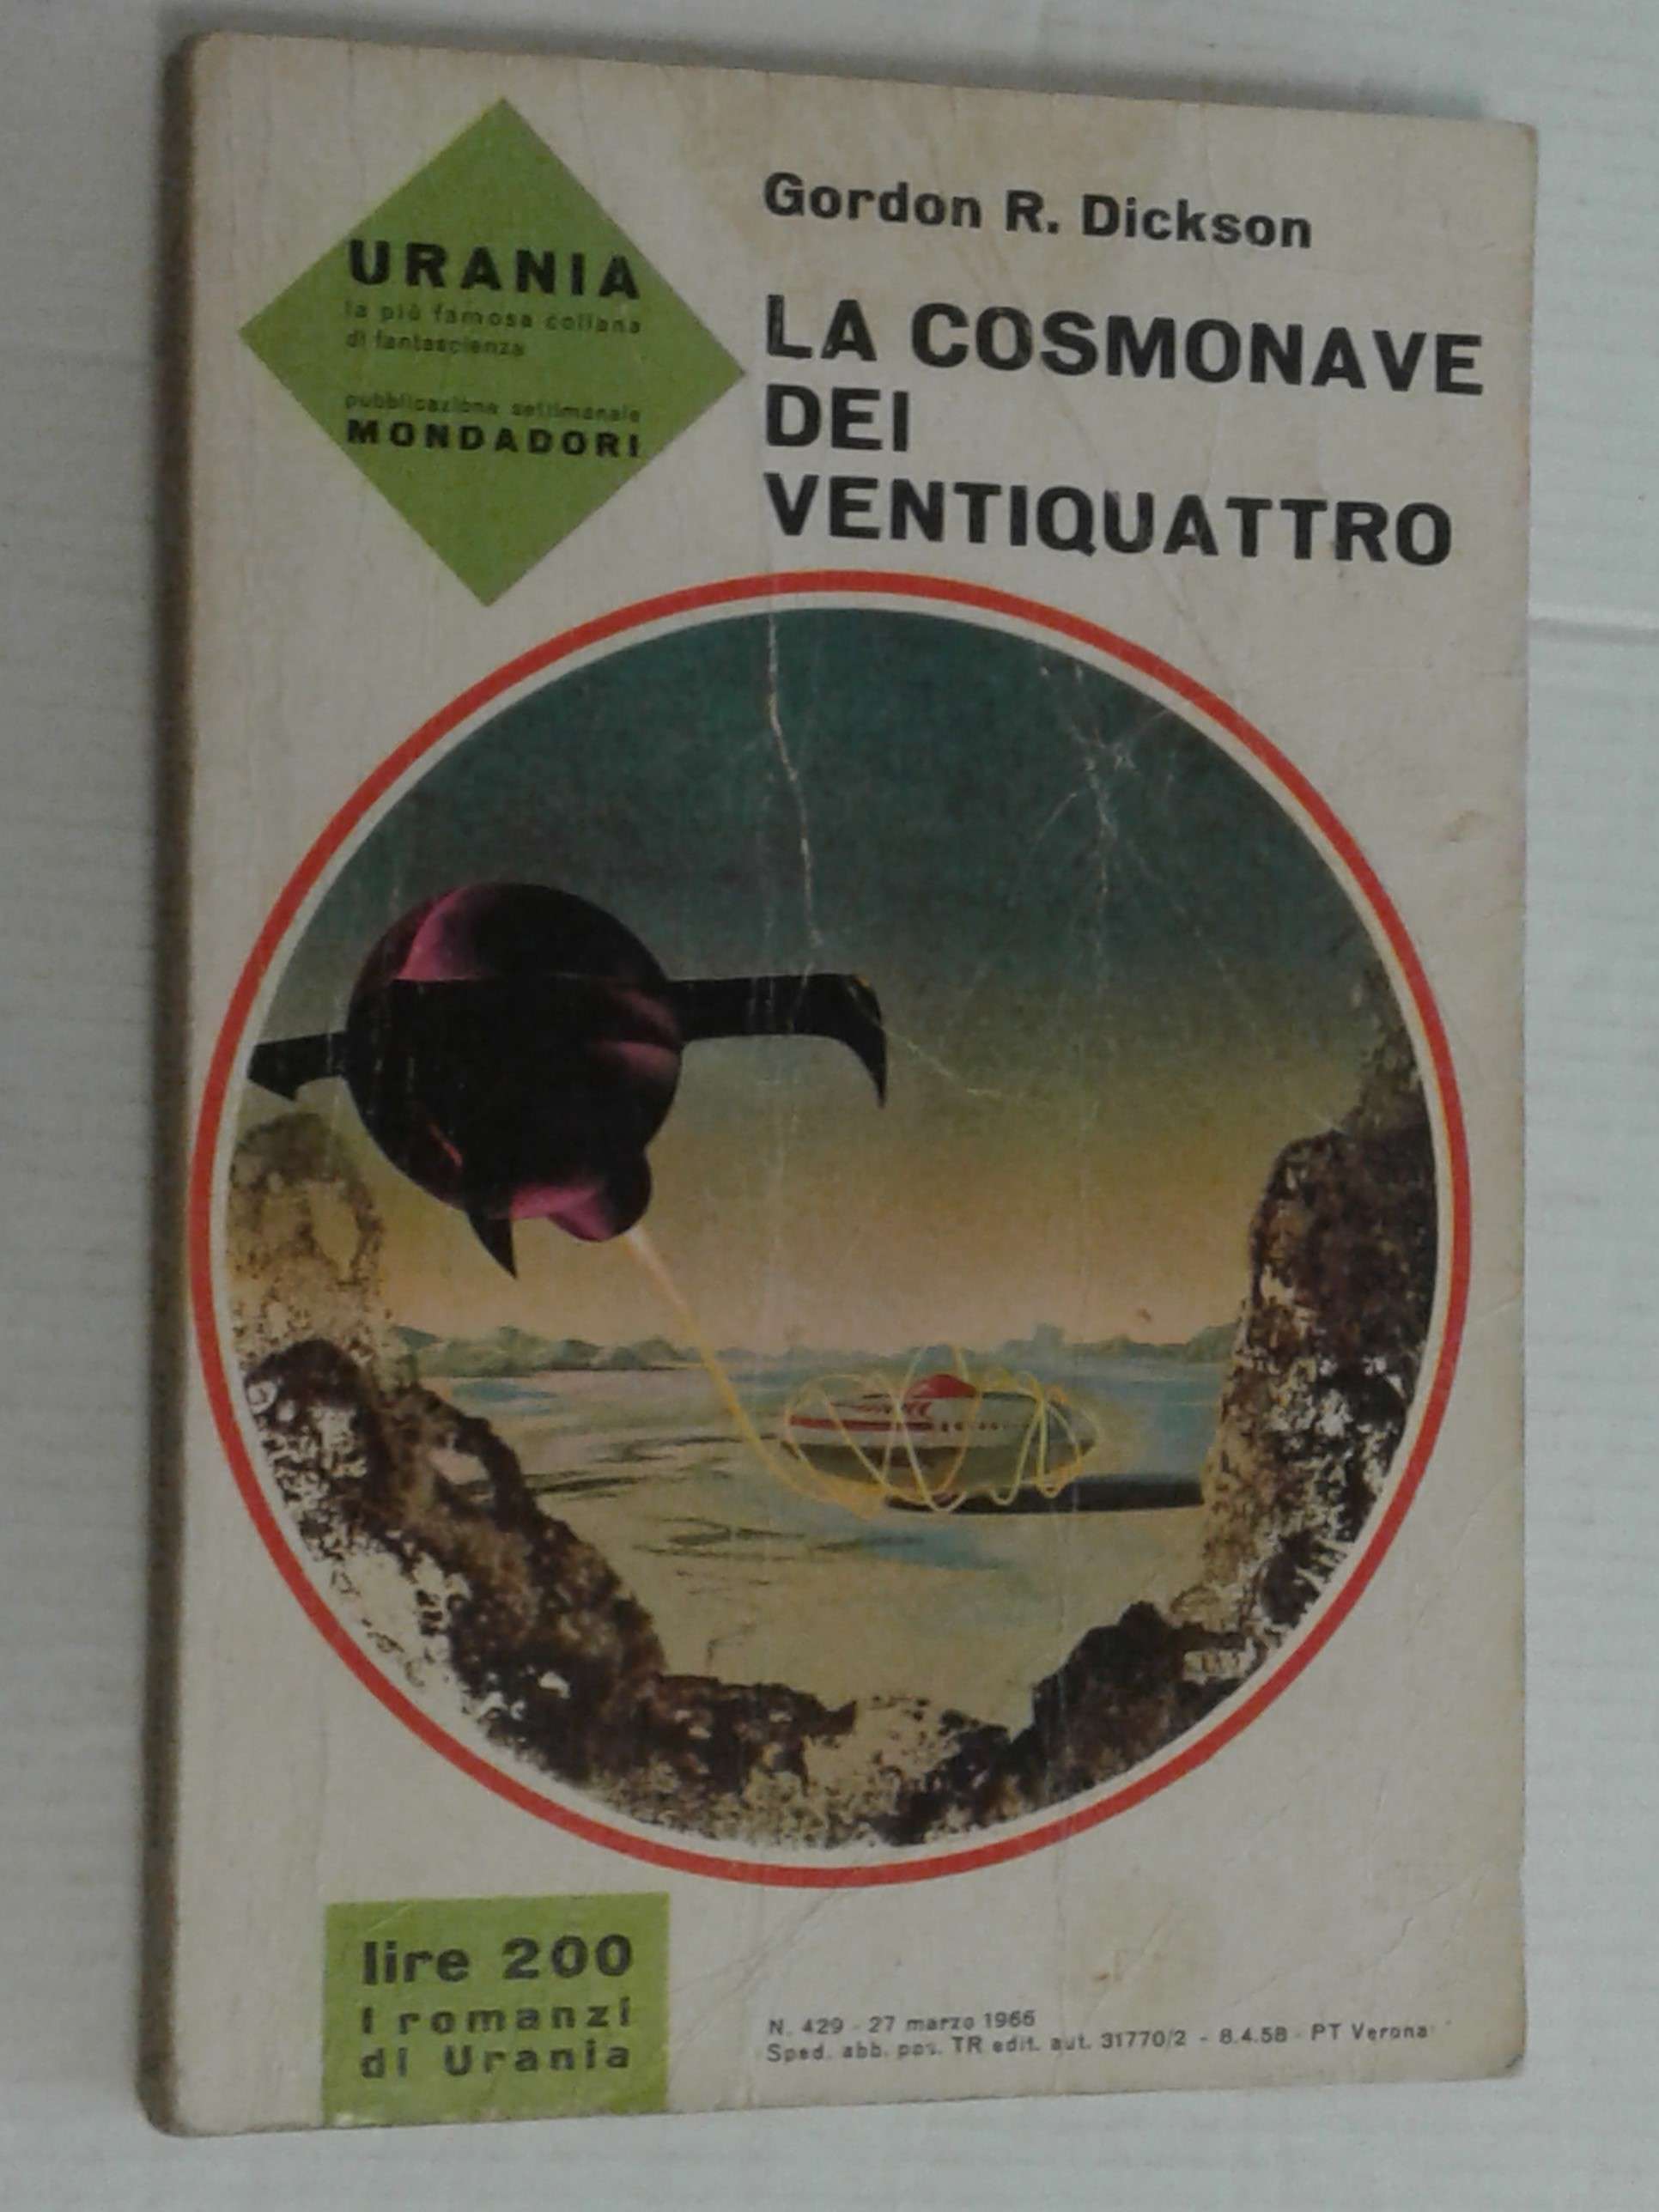 URANIA
la più famosa collana
di fantascienza
pubblicazione settimanale
MONDADORI
Gordon R. Dickson
LA COSMONAVE
DEI
VENTIQUATTRO
lire 200
I romanzi
di Urania
N. 429 - 27 marzo 1966
Sped. abb. pos. TR edit. aut. 31770/2 - 8.4.58 - PT Verona